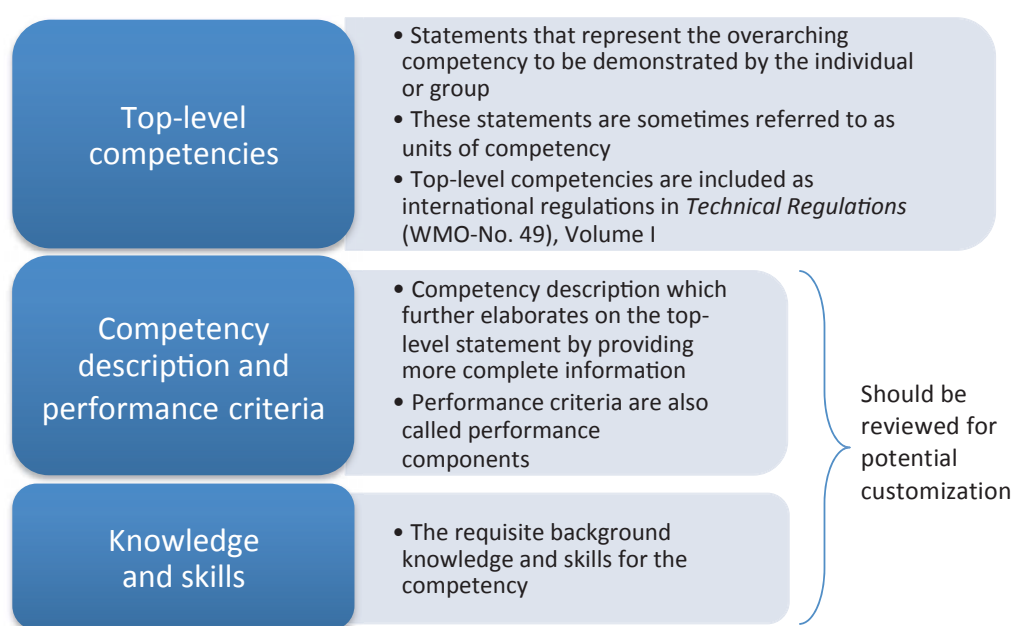 Top-level
competencies
• Statements that represent the overarching
competency to be demonstrated by the individual
or group
• These statements are sometimes referred to as
units of competency
• Top-level competencies are included as
international regulations in Technical Regulations
(WMO-No. 49), Volume I
Competency
description and
performance criteria
• Competency description which
further elaborates on the top-
level statement by providing
more complete information
• Performance criteria are also
called performance
components
Knowledge
and skills
• The requisite background
knowledge and skills for the
competency
Should be
reviewed for
potential
customization